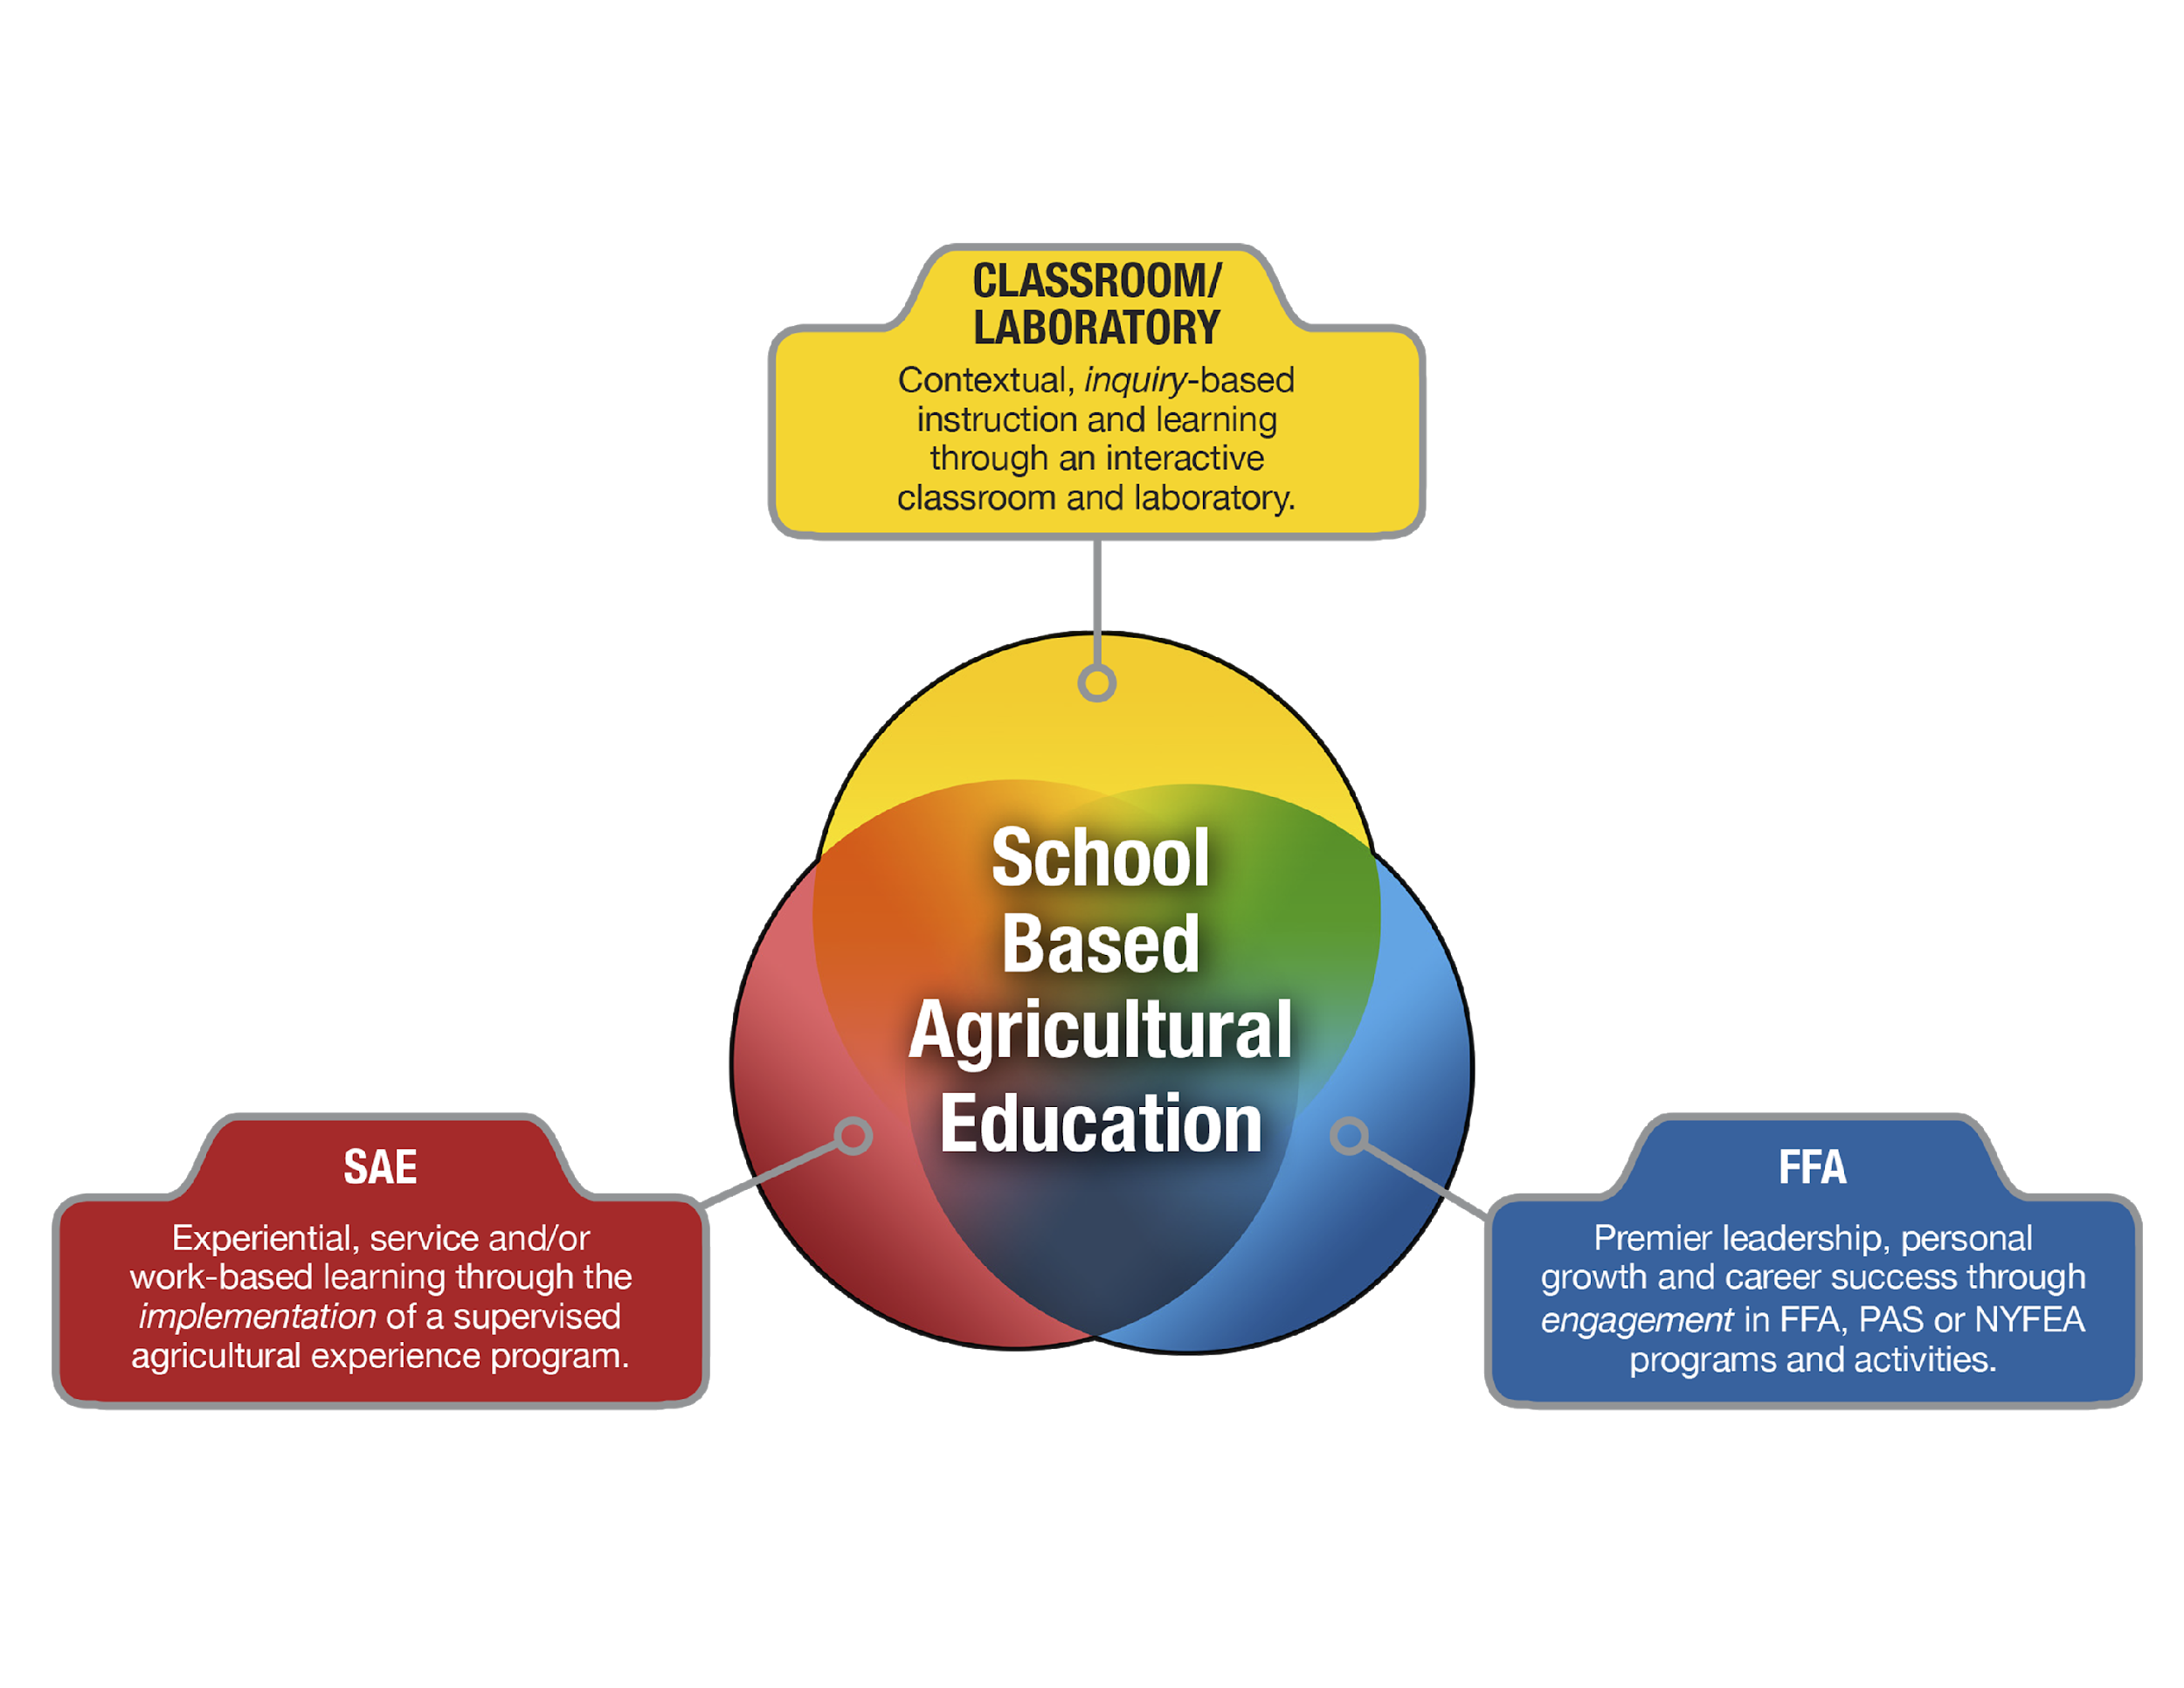 CLASSROOM/
LABORATORY
Contextual, inquiry-based
instruction and learning
through an interactive
classroom and laboratory.
School
Based
Agricultural
Education
SAE
Experiential, service and/or
work-based learning through the
implementation of a supervised
agricultural experience program.
FFA
Premier leadership, personal
growth and career success through
engagement in FFA, PAS or NYFEA
programs and activities.